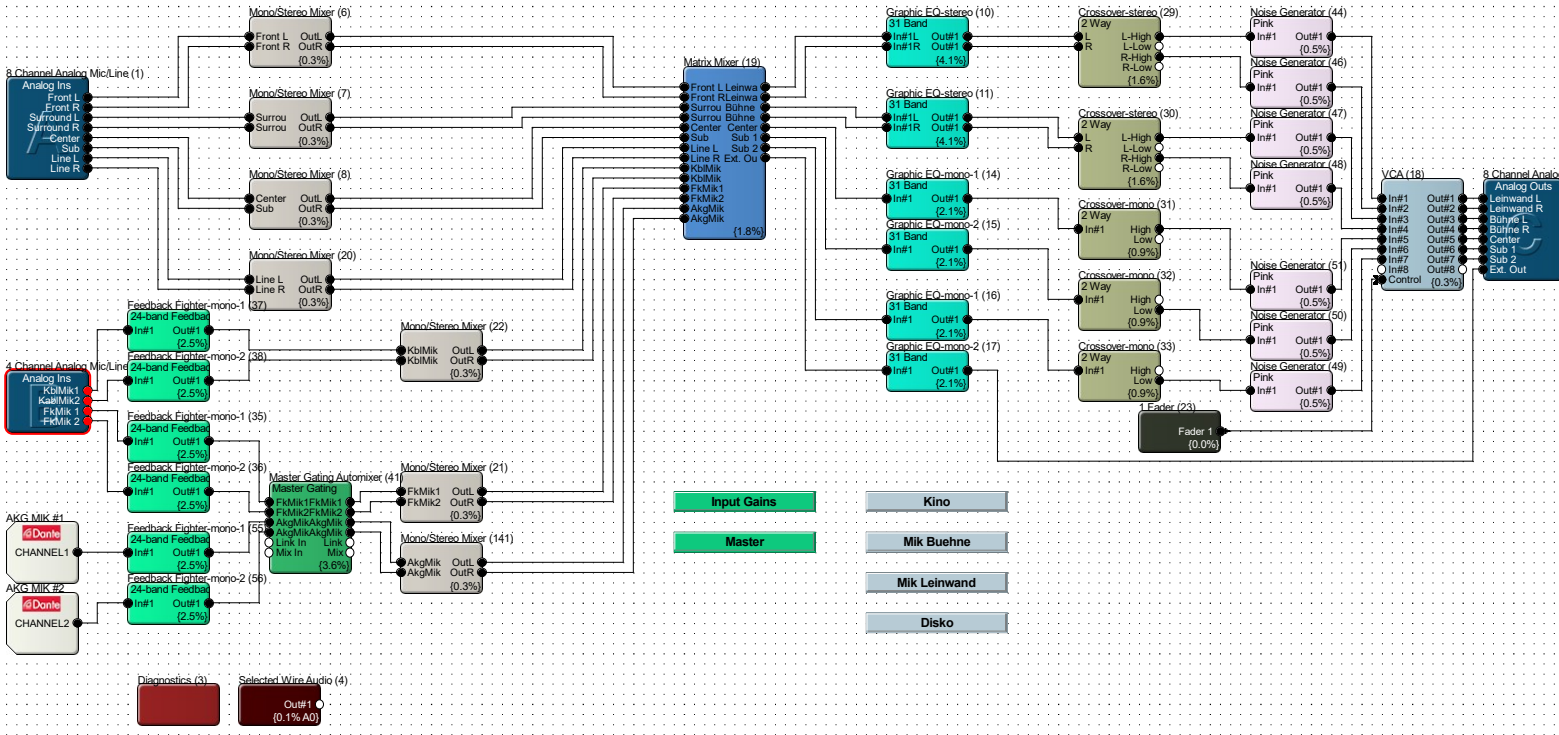 8 Channel Analog Mic/Line (1)
Analog Ins
Front L
Front R
Surround L
Surround R
Center
Sub
Line L
Line R
4 Channel Analog Mic/Line
Analog Ins
KblMik1
KablMik2
FkMik 1
FkMik 2
AKG MIK #1
Dante
CHANNEL1
AKG MIK #2
Dante
CHANNEL2
Mono/Stereo Mixer (6)
Front L OutL
Front R OutR
{0.3%}
Mono/Stereo Mixer (7)
Surrou OutL
Surrou OutR
{0.3%}
Mono/Stereo Mixer (8)
Center OutL
Sub OutR
{0.3%}
Mono/Stereo Mixer (20)
Line L OutL
Line R OutR
{0.3%}
Feedback Fighter-mono-1 (37)
24-band Feedbac
In#1 Out#1
{2.5%}
Feedback Fighter-mono-2 (38)
24-band Feedbac
In#1 Out#1
{2.5%}
Feedback Fighter-mono-1 (35)
24-band Feedbac
In#1 Out#1
{2.5%}
Feedback Fighter-mono-2 (36)
24-band Feedbac
In#1 Out#1
{2.5%}
Feedback Fighter-mono-1 (55)
24-band Feedbac
In#1 Out#1
{2.5%}
Feedback Fighter-mono-2 (56)
24-band Feedbac
In#1 Out#1
{2.5%}
Master Gating Automixer (41)
Master Gating
FkMik1 FkMik1
FkMik2 FkMik2
AkgMik AkgMik
AkgMik AkgMik
Link In Link
Mix In Mix
{3.6%}
Mono/Stereo Mixer (22)
KblMik OutL
KblMik OutR
{0.3%}
Mono/Stereo Mixer (21)
FkMik1 OutL
FkMik2 OutR
{0.3%}
Mono/Stereo Mixer (141)
AkgMik OutL
AkgMik OutR
{0.3%}
Matrix Mixer (19)
Front L Leinwa
Front R Leinwa
Surrou Bühne
Surrou Bühne
Center Center
Sub Sub 1
Line L Sub 2
Line R Ext. Ou
KblMik
KblMik
FkMik1
FkMik2
AkgMik
AkgMik
{1.8%}
Graphic EQ-stereo (10)
31 Band
In#1L Out#1
In#1R Out#1
{4.1%}
Graphic EQ-stereo (11)
31 Band
In#1L Out#1
In#1R Out#1
{4.1%}
Graphic EQ-mono-1 (14)
31 Band
In#1 Out#1
{2.1%}
Graphic EQ-mono-2 (15)
31 Band
In#1 Out#1
{2.1%}
Graphic EQ-mono-1 (16)
31 Band
In#1 Out#1
{2.1%}
Graphic EQ-mono-2 (17)
31 Band
In#1 Out#1
{2.1%}
Crossover-stereo (29)
2 Way
L L-High
R L-Low
R-High
R-Low
{1.6%}
Crossover-stereo (30)
2 Way
L L-High
R L-Low
R-High
R-Low
{1.6%}
Crossover-mono (31)
2 Way
In#1 High
Low
{0.9%}
Crossover-mono (32)
2 Way
In#1 High
Low
{0.9%}
Crossover-mono (33)
2 Way
In#1 High
Low
{0.9%}
1 Fader (23)
Fader 1
{0.0%}
Noise Generator (44)
Pink
In#1 Out#1
{0.5%}
Noise Generator (46)
Pink
In#1 Out#1
{0.5%}
Noise Generator (47)
Pink
In#1 Out#1
{0.5%}
Noise Generator (48)
Pink
In#1 Out#1
{0.5%}
Noise Generator (51)
Pink
In#1 Out#1
{0.5%}
Noise Generator (50)
Pink
In#1 Out#1
{0.5%}
Noise Generator (49)
Pink
In#1 Out#1
{0.5%}
VCA (18)
In#1 Out#1
In#2 Out#2
In#3 Out#3
In#4 Out#4
In#5 Out#5
In#6 Out#6
In#7 Out#7
In#8 Out#8
Control
{0.3%}
8 Channel Analo
Analog Outs
Leinwand L
Leinwand R
Bühne L
Bühne R
Center
Sub 1
Sub 2
Ext. Out
Input Gains
Master
Kino
Mik Buehne
Mik Leinwand
Disko
Diagnostics (3)
Selected Wire Audio (4)
Out#1
{0.1% A0}